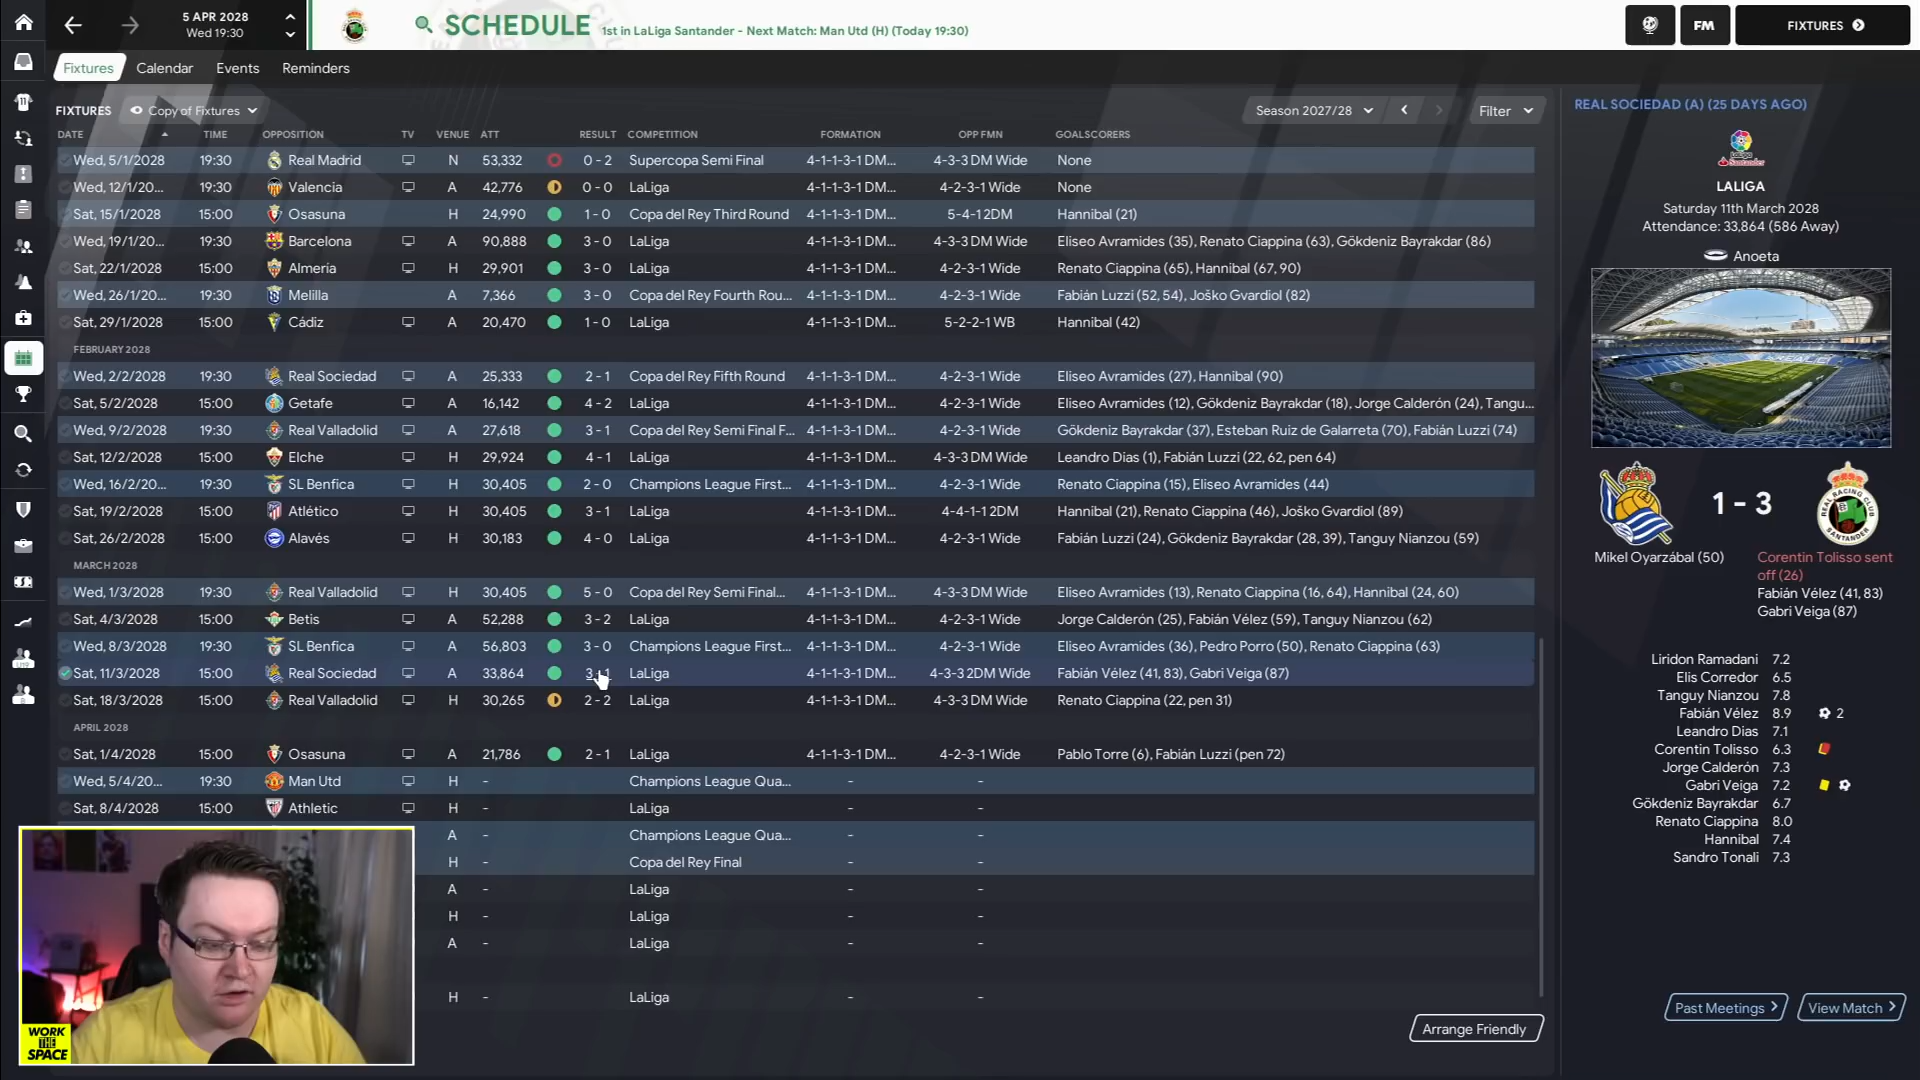 5 APR 2028
Wed 19:30
SCHEDULE
1st in LaLiga Santander - Next Match: Man Utd (H) (Today 19:30)
FM
FIXTURES
Fixtures Calendar Events Reminders
FIXTURES Copy of Fixtures Season 2027/28 Filter
DATE TIME OPPOSITION TV VENUE ATT RESULT COMPETITION FORMATION OPP FMN GOALSCORERS
Wed, 5/1/2028 19:30 Real Madrid N 53,332 0 - 2 Supercopa Semi Final 4-1-1-3-1 DM... 4-3-3 DM Wide None
Wed, 12/1/20... 19:30 Valencia A 42,776 0 - 0 LaLiga 4-1-1-3-1 DM... 4-2-3-1 Wide None
Sat, 15/1/2028 15:00 Osasuna H 24,990 1 - 0 Copa del Rey Third Round 4-1-1-3-1 DM... 5-4-1 2DM Hannibal (21)
Wed, 19/1/20... 19:30 Barcelona A 90,888 3 - 0 LaLiga 4-1-1-3-1 DM... 4-3-3 DM Wide Eliseo Avramides (35), Renato Ciappina (63), Gökdeniz Bayrakdar (86)
Sat, 22/1/2028 15:00 Almería H 29,901 3 - 0 LaLiga 4-1-1-3-1 DM... 4-2-3-1 Wide Renato Ciappina (65), Hannibal (67, 90)
Wed, 26/1/20... 19:30 Melilla A 7,366 3 - 0 Copa del Rey Fourth Rou... 4-1-1-3-1 DM... 4-2-3-1 Wide Fabián Luzzi (52, 54), Joško Gvardiol (82)
Sat, 29/1/2028 15:00 Cádiz A 20,470 1 - 0 LaLiga 4-1-1-3-1 DM... 5-2-2-1 WB Hannibal (42)
FEBRUARY 2028
Wed, 2/2/2028 19:30 Real Sociedad A 25,333 2 - 1 Copa del Rey Fifth Round 4-1-1-3-1 DM... 4-2-3-1 Wide Eliseo Avramides (27), Hannibal (90)
Sat, 5/2/2028 15:00 Getafe A 16,142 4 - 2 LaLiga 4-1-1-3-1 DM... 4-2-3-1 Wide Eliseo Avramides (12), Gökdeniz Bayrakdar (18), Jorge Calderón (24), Tangu...
Wed, 9/2/2028 19:30 Real Valladolid A 27,618 3 - 1 Copa del Rey Semi Final F... 4-1-1-3-1 DM... 4-2-3-1 Wide Gökdeniz Bayrakdar (37), Esteban Ruiz de Galarreta (70), Fabián Luzzi (74)
Sat, 12/2/2028 15:00 Elche H 29,924 4 - 1 LaLiga 4-1-1-3-1 DM... 4-3-3 DM Wide Leandro Dias (1), Fabián Luzzi (22, 62, pen 64)
Wed, 16/2/20... 19:30 SL Benfica H 30,405 2 - 0 Champions League First... 4-1-1-3-1 DM... 4-2-3-1 Wide Renato Ciappina (15), Eliseo Avramides (44)
Sat, 19/2/2028 15:00 Atlético H 30,405 3 - 1 LaLiga 4-1-1-3-1 DM... 4-4-1-1 2DM Hannibal (21), Renato Ciappina (46), Joško Gvardiol (89)
Sat, 26/2/2028 15:00 Alavés H 30,183 4 - 0 LaLiga 4-1-1-3-1 DM... 4-2-3-1 Wide Fabián Luzzi (24), Gökdeniz Bayrakdar (28, 39), Tanguy Nianzou (59)
MARCH 2028
Wed, 1/3/2028 19:30 Real Valladolid H 30,405 5 - 0 Copa del Rey Semi Final... 4-1-1-3-1 DM... 4-3-3 DM Wide Eliseo Avramides (13), Renato Ciappina (16, 64), Hannibal (24, 60)
Sat, 4/3/2028 15:00 Betis A 52,288 3 - 2 LaLiga 4-1-1-3-1 DM... 4-2-3-1 Wide Jorge Calderón (25), Fabián Vélez (59), Tanguy Nianzou (62)
Wed, 8/3/2028 19:30 SL Benfica A 56,803 3 - 0 Champions League First... 4-1-1-3-1 DM... 4-2-3-1 Wide Eliseo Avramides (36), Pedro Porro (50), Renato Ciappina (63)
Sat, 11/3/2028 15:00 Real Sociedad A 33,864 3 - 1 LaLiga 4-1-1-3-1 DM... 4-3-3 2DM Wide Fabián Vélez (41, 83), Gabri Veiga (87)
Sat, 18/3/2028 15:00 Real Valladolid H 30,265 2 - 2 LaLiga 4-1-1-3-1 DM... 4-3-3 DM Wide Renato Ciappina (22, pen 31)
APRIL 2028
Sat, 1/4/2028 15:00 Osasuna A 21,786 2 - 1 LaLiga 4-1-1-3-1 DM... 4-2-3-1 Wide Pablo Torre (6), Fabián Luzzi (pen 72)
Wed, 5/4/20... 19:30 Man Utd H - Champions League Qua... - -
Sat, 8/4/2028 15:00 Athletic H - LaLiga - -
A - Champions League Qua... - -
H - Copa del Rey Final - -
A - LaLiga - -
H - LaLiga - -
A - LaLiga - -
H - LaLiga - -
Arrange Friendly
REAL SOCIEDAD (A) (25 DAYS AGO)
LALIGA
Saturday 11th March 2028
Attendance: 33,864 (586 Away)
Anoeta
1 - 3
Mikel Oyarzábal (50)
Corentin Tolisso sent
off (26)
Fabián Vélez (41, 83)
Gabri Veiga (87)
Liridon Ramadani 7.2
Elis Corredor 6.5
Tanguy Nianzou 7.8
Fabián Vélez 8.9 2
Leandro Dias 7.1
Corentin Tolisso 6.3
Jorge Calderón 7.3
Gabri Veiga 7.2
Gökdeniz Bayrakdar 6.7
Renato Ciappina 8.0
Hannibal 7.4
Sandro Tonali 7.3
Past Meetings View Match
WORK
THE
SPACE